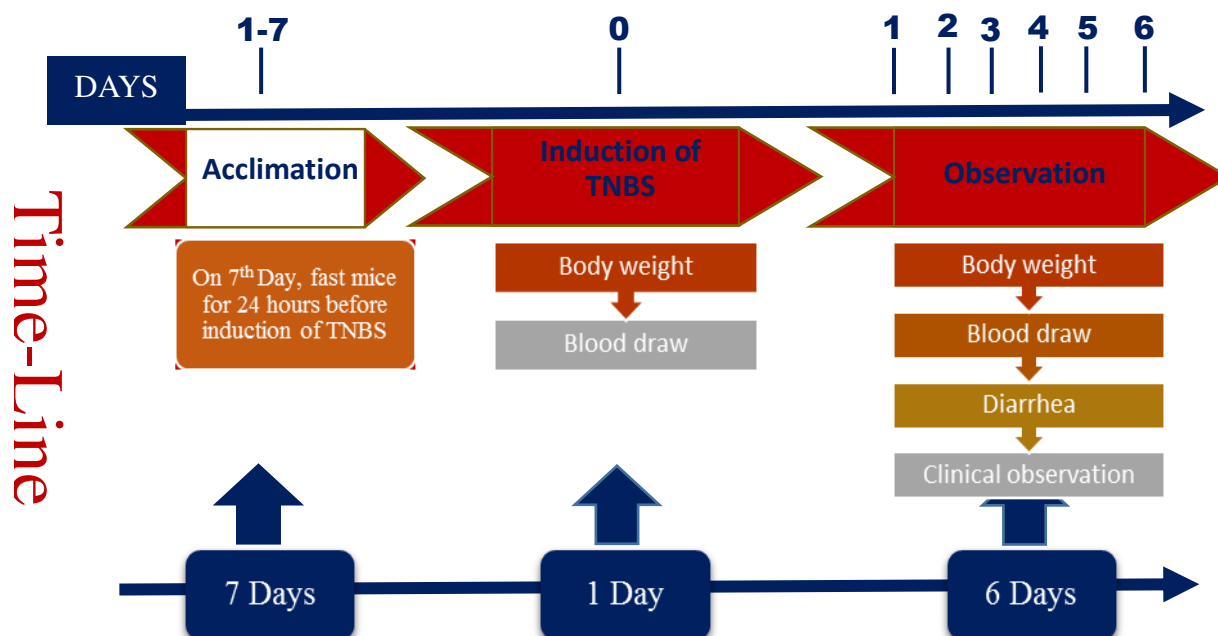 1-7
0
1
2
3
4
5
6
DAYS
Acclimation
Induction of
TNBS
Observation
Time-Line
On 7th Day, fast mice
for 24 hours before
induction of TNBS
Body weight
Blood draw
Body weight
Blood draw
Diarrhea
Clinical observation
7 Days
1 Day
6 Days